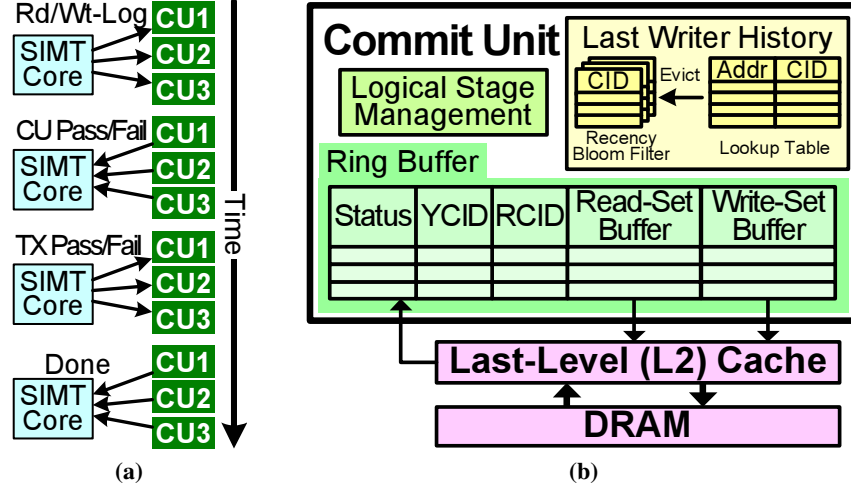 Rd/Wt-Log
SIMT
Core
CU1
CU2
CU3
CU Pass/Fail
SIMT
Core
CU1
CU2
CU3
TX Pass/Fail
SIMT
Core
CU1
CU2
CU3
Done
SIMT
Core
CU1
CU2
CU3
Time
(a)
Commit Unit
Logical Stage
Management
Last Writer History
CID
Evict
Addr CID
Recency
Bloom Filter
Lookup Table
Ring Buffer
Status YCID RCID Read-Set Buffer Write-Set Buffer
Last-Level (L2) Cache
DRAM
(b)